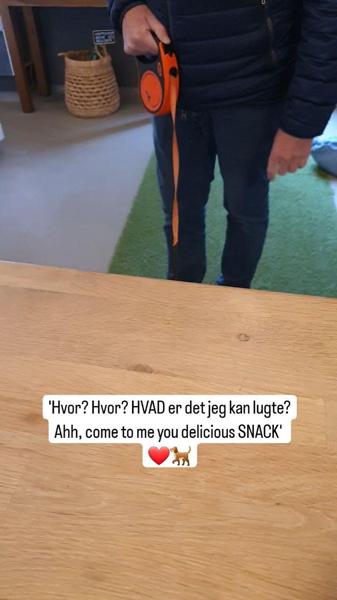 'Hvor? Hvor? HVAD er det jeg kan lugte?
Ahh, come to me you delicious SNACK'
❤️🐕